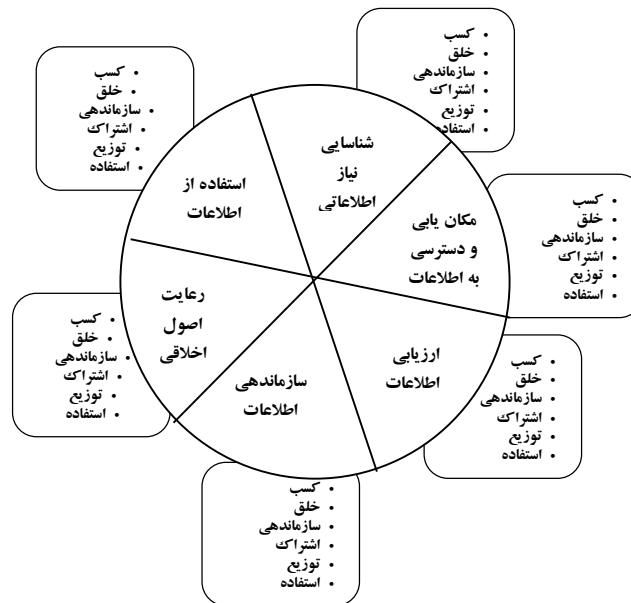 کسب
خلق
سازماندهی
اشتراک
توزیع
استفاده
کسب
خلق
سازماندهی
اشتراک
توزیع
استفاده
شناسایی
نیاز
اطلاعاتی
استفاده از
اطلاعات
مکان یابی
و دسترسی
به اطلاعات
کسب
خلق
سازماندهی
اشتراک
توزیع
استفاده
رعایت
اصول
اخلاقی
سازماندهی
اطلاعات
ارزیابی
اطلاعات
کسب
خلق
سازماندهی
اشتراک
توزیع
استفاده
کسب
خلق
سازماندهی
اشتراک
توزیع
استفاده
کسب
خلق
سازماندهی
اشتراک
توزیع
استفاده